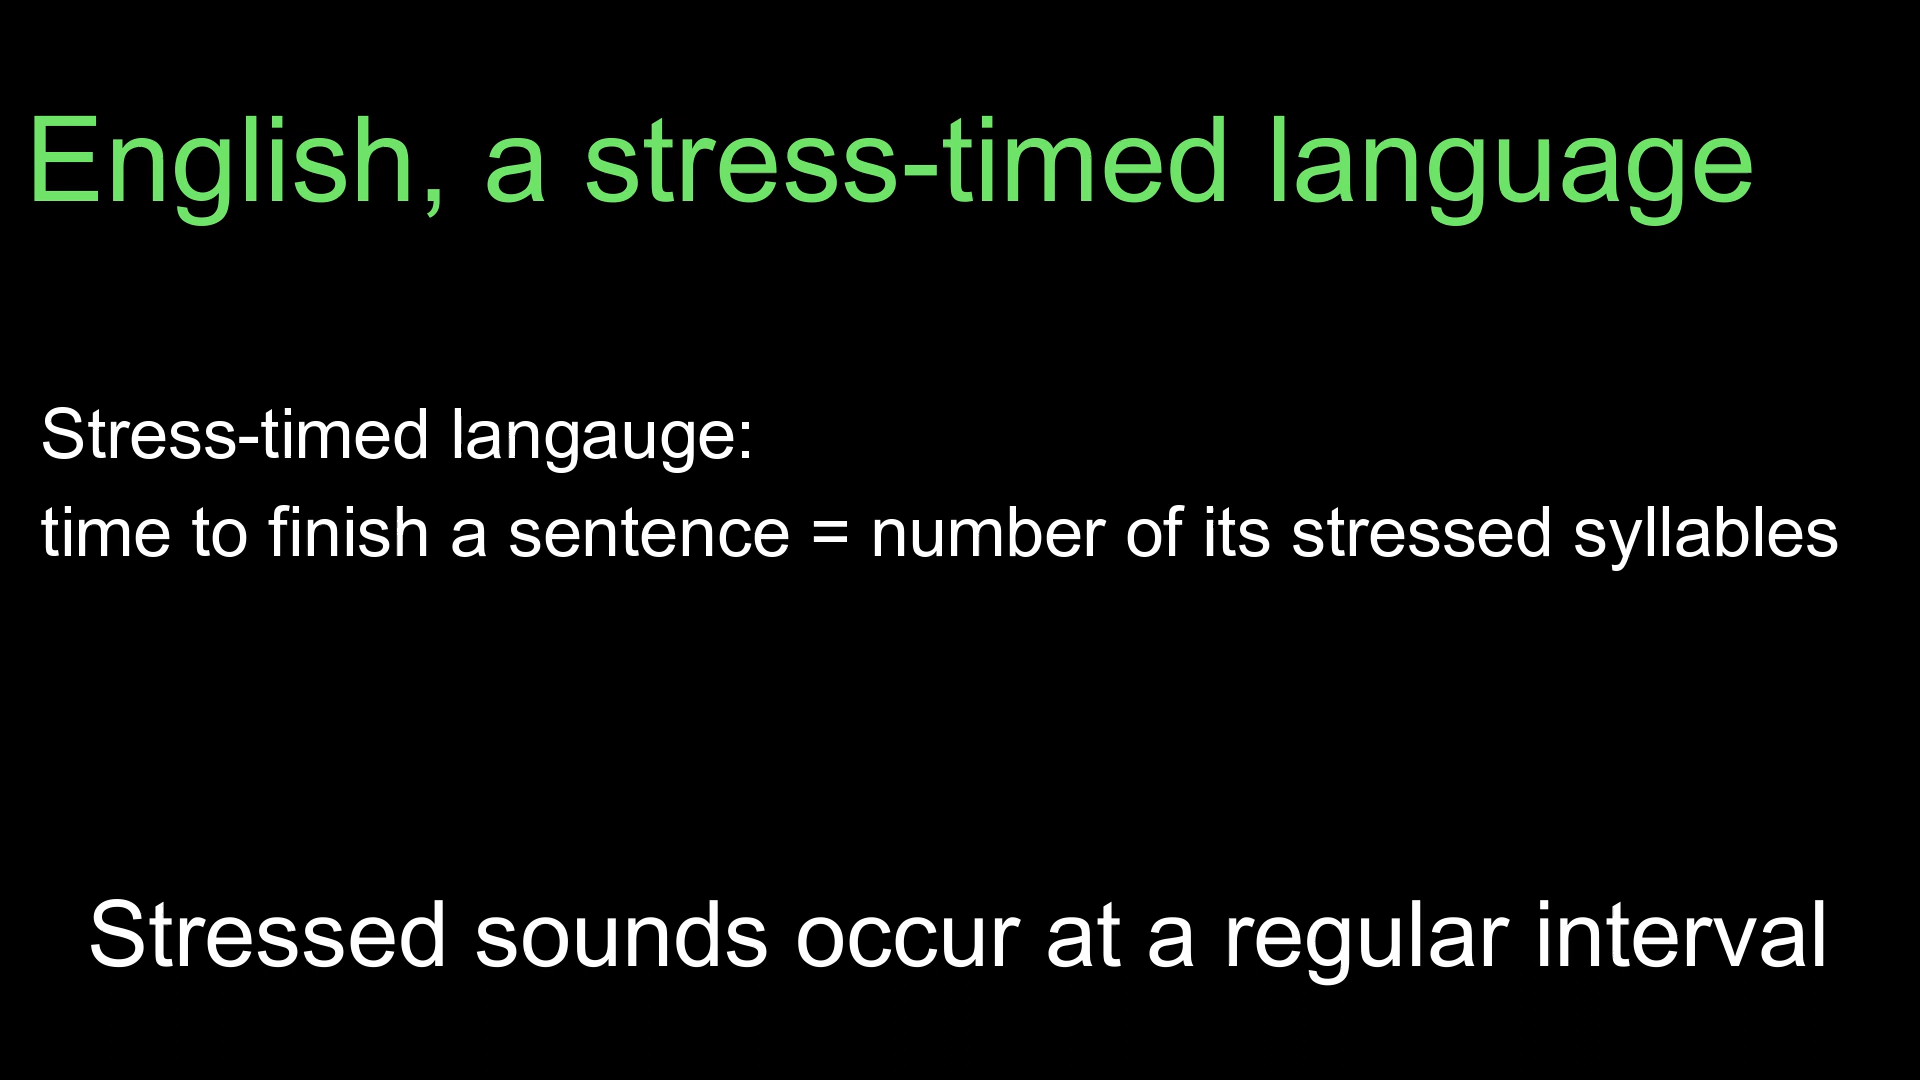 English, a stress-timed language
Stress-timed langauge:
time to finish a sentence = number of its stressed syllables
Stressed sounds occur at a regular interval